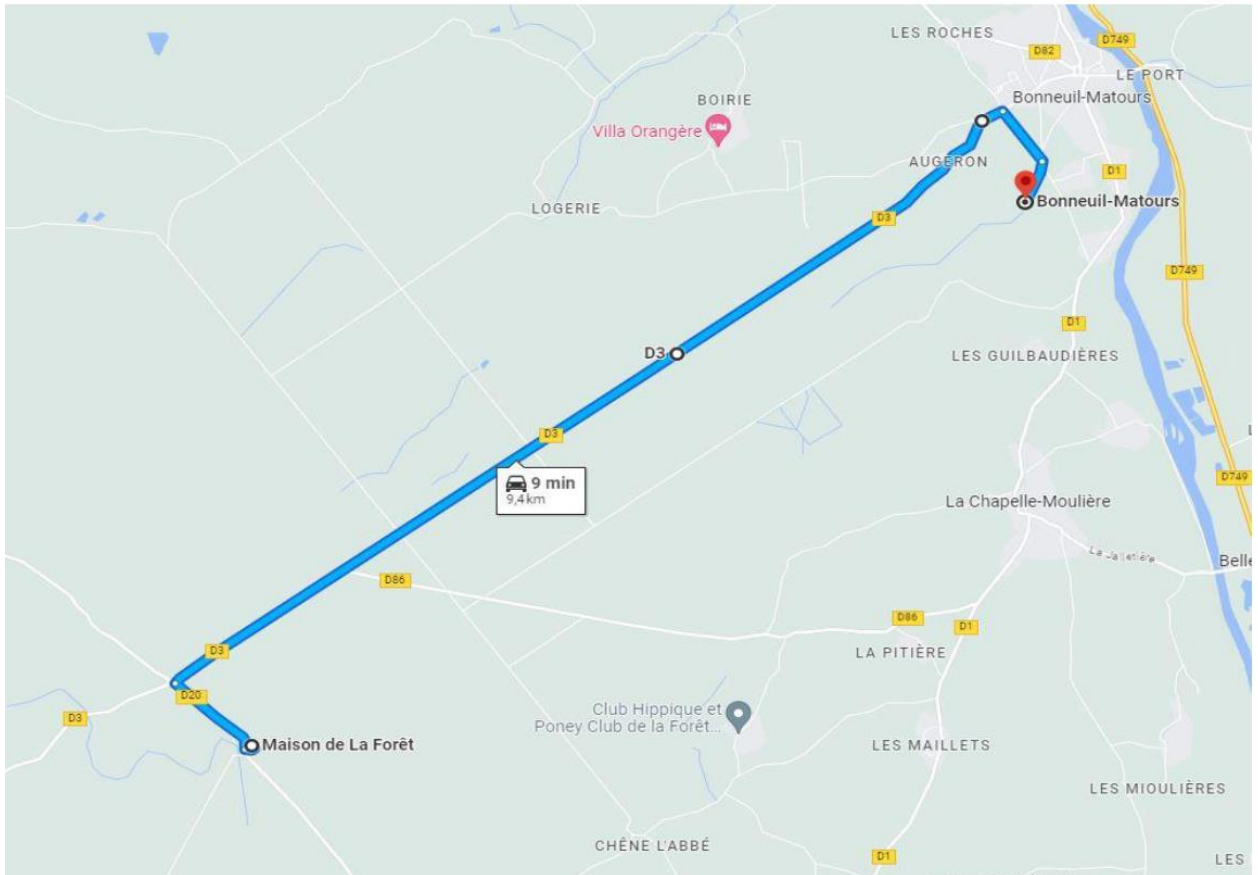 LES ROCHES
D749
D82
LE PORT
BOIRIE
Bonneuil-Matours
Villa Orangère
AUGERON
D1
Bonneuil-Matours
LOGERIE
D3
D749
D1
D3
LES GUILBAUDIÈRES
D3
9 min
9,4 km
D749
La Chapelle-Moulière
La Jalletière
Belle
D86
D86
D1
D3
LA PITIÈRE
D20
D3
Club Hippique et
Poney Club de la Forêt...
Maison de La Forêt
LES MAILLETS
LES MIOULIÈRES
CHÊNE L'ABBÉ
D1
LES